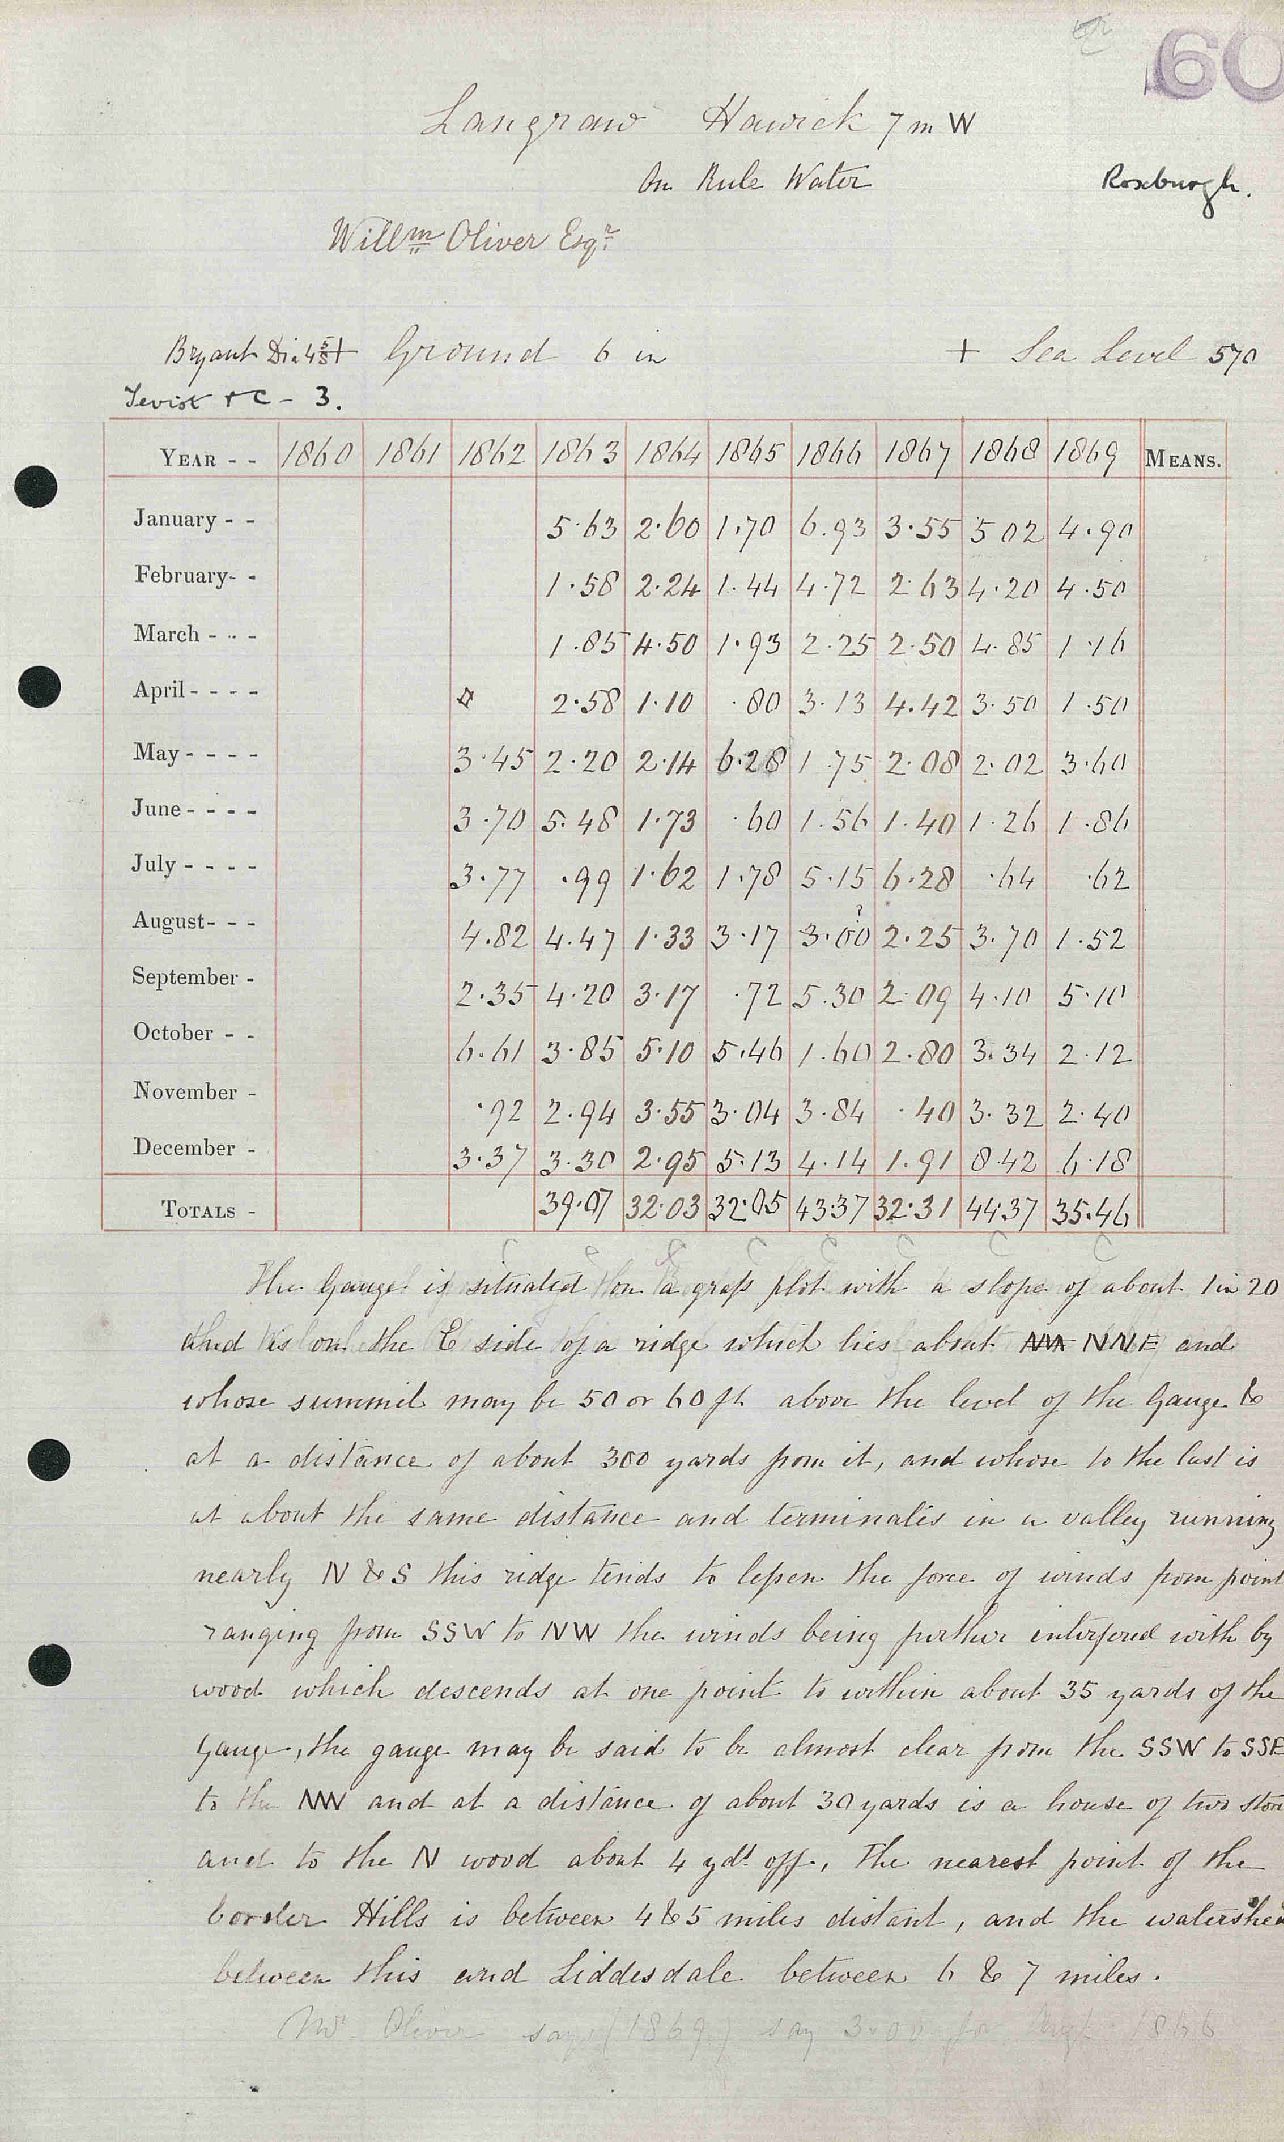 60
Langraw Hawick 7 m W
On Rule Water Roxburgh.
Willm Oliver Esqr
Bryant Dia 4 5/8 + Ground 6 in + Sea Level 570
Teviot &c - 3.
YEAR - - 1860 1861 1862 1863 1864 1865 1866 1867 1868 1869 MEANS.
January - - 5.63 2.60 1.70 6.93 3.55 5 02 4.90
February- - 1.58 2.24 1.44 4.72 2.63 4.20 4.50
March - - - 1.85 4.50 1.93 2.25 2.50 4.85 1.16
April - - - - 2.58 1.10 .80 3.13 4.42 3.50 1.50
May - - - - 3.45 2.20 2.14 6.28 1 75 2.08 2.02 3.60
June - - - - 3.70 5.48 1.73 .60 1.56 1.40 1.26 1.86
July - - - - 3.77 .99 1.62 1.78 5.15 6.28 .64 .62
August- - - 4.82 4.47 1.33 3.17 3.00 ? 2.25 3.70 1.52
September - 2.35 4.20 3.17 .72 5.30 2.09 4.10 5.10
October - - 6.61 3.85 5.10 5.46 1.60 2.80 3.34 2.12
November - .92 2.94 3.55 3.04 3.84 .40 3.32 2.40
December - 3.37 3.30 2.95 5.13 4.14 1.91 8.42 6.18
TOTALS - 39.07 32.03 32.05 43.37 32.31 44.37 35.46
The Gauge is situated on a grass plot with a slope of about 1 in 20
and is on the E side of a ridge which lies about NNE and
whose summit may be 50 or 60 ft above the level of the Gauge &
at a distance of about 300 yards from it, and whose to the last is
at about the same distance and terminates in a valley running
nearly N & S this ridge tends to lessen the force of winds from point
ranging from SSW to NW the winds being further interfered with by
wood which descends at one point to within about 35 yards of the
Gauge, the gauge may be said to be almost clear from the SSW to SSE
to the NW and at a distance of about 30 yards is a house of two stori
and to the N wood about 4 yds off, The nearest point of the
border Hills is between 4 & 5 miles distant, and the watershed
between this and Liddesdale between 6 & 7 miles.
Mr Oliver says (1869) say 3.00 for Augt 1866